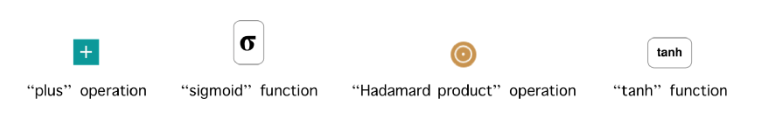 +
σ
tanh
“plus” operation
“sigmoid” function
“Hadamard product” operation
“tanh” function